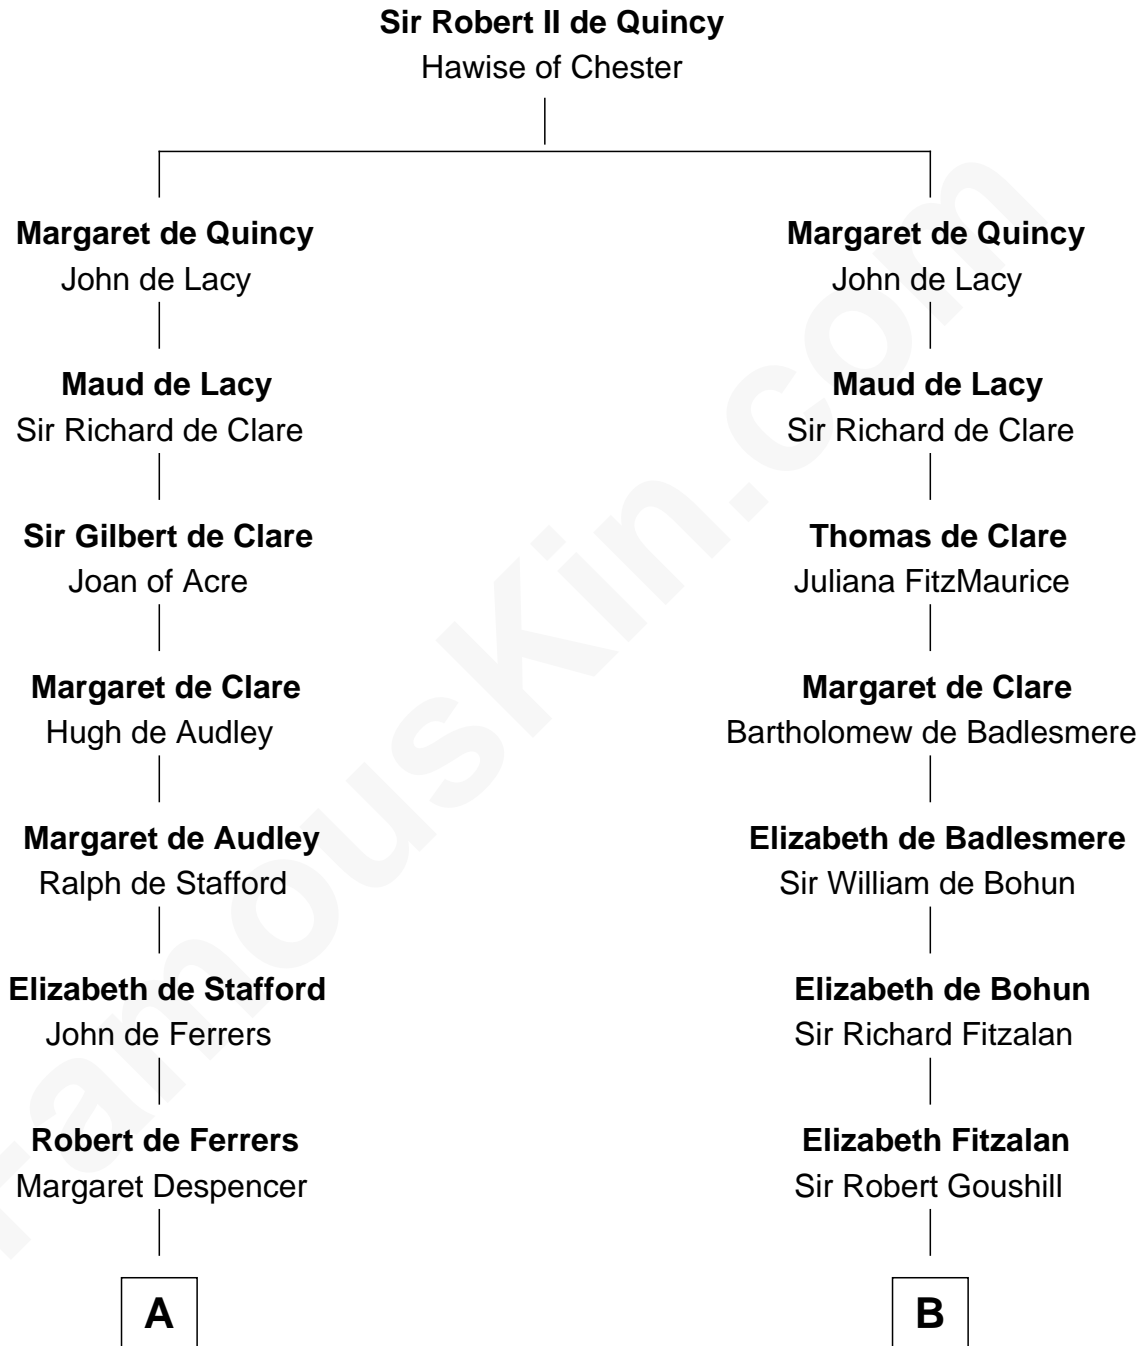 Sir Robert II de Quincy
Hawise of Chester
Margaret de Quincy
John de Lacy
Maud de Lacy
Sir Richard de Clare
Sir Gilbert de Clare
Joan of Acre
Margaret de Clare
Hugh de Audley
Margaret de Audley
Ralph de Stafford
Elizabeth de Stafford
John de Ferrers
Robert de Ferrers
Margaret Despencer
A
Margaret de Quincy
John de Lacy
Maud de Lacy
Sir Richard de Clare
Thomas de Clare
Juliana FitzMaurice
Margaret de Clare
Bartholomew de Badlesmere
Elizabeth de Badlesmere
Sir William de Bohun
Elizabeth de Bohun
Sir Richard Fitzalan
Elizabeth Fitzalan
Sir Robert Goushill
B
FamousKin.com